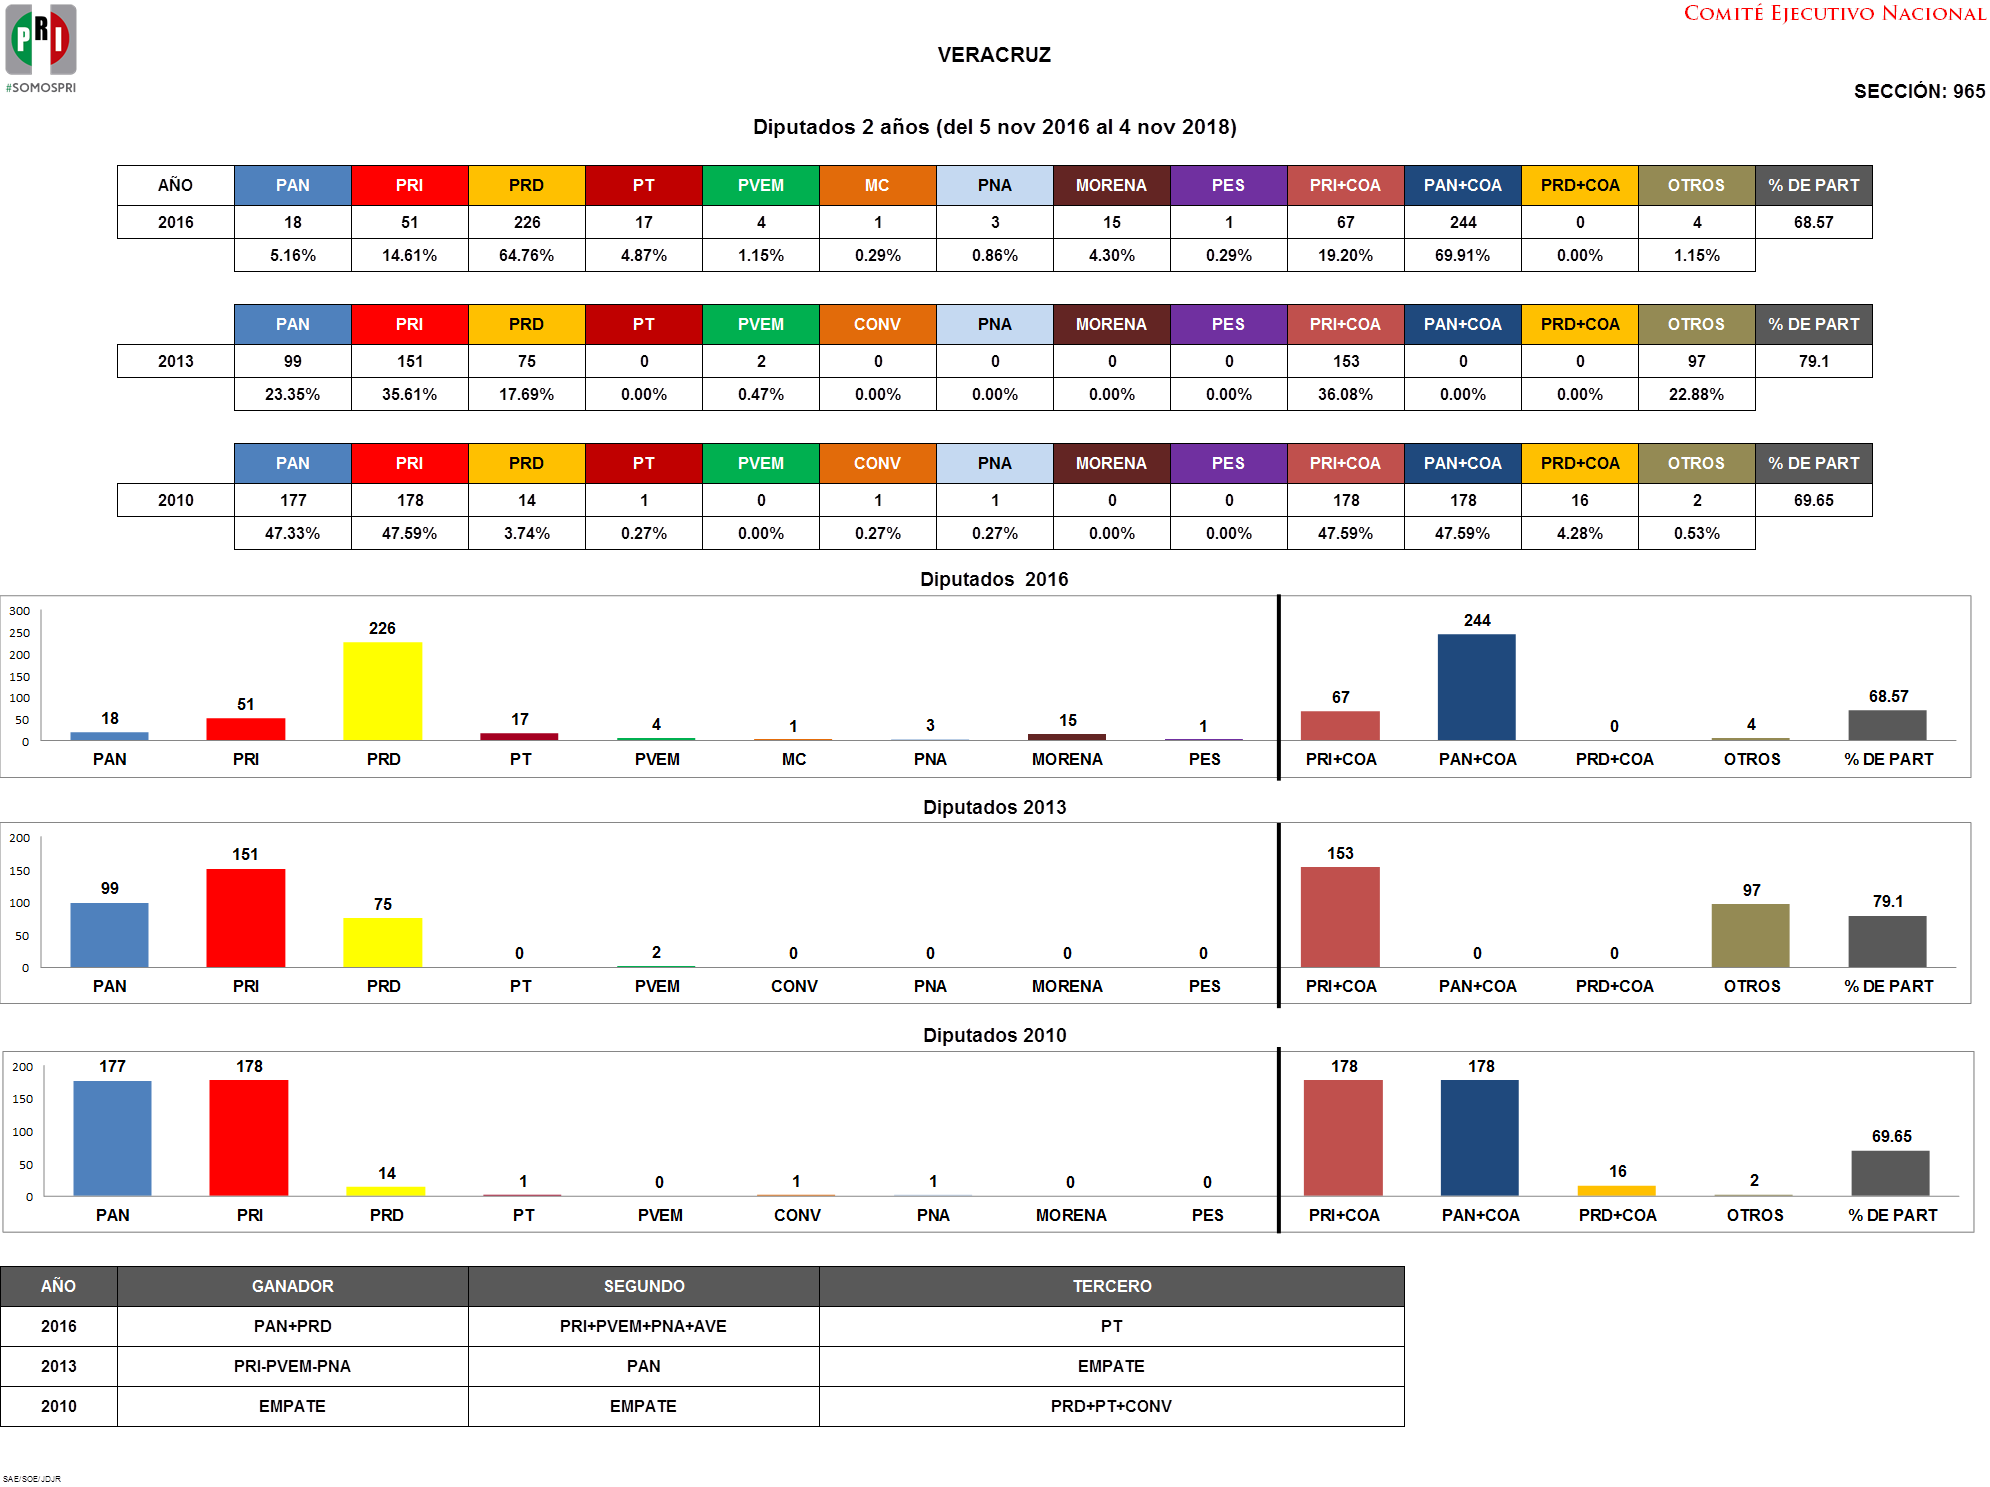 PRI
#SOMOSPRI
COMITÉ EJECUTIVO NACIONAL
VERACRUZ
SECCIÓN: 965
Diputados 2 años (del 5 nov 2016 al 4 nov 2018)
AÑO PAN PRI PRD PT PVEM MC PNA MORENA PES PRI+COA PAN+COA PRD+COA OTROS % DE PART
2016 18 51 226 17 4 1 3 15 1 67 244 0 4 68.57
5.16% 14.61% 64.76% 4.87% 1.15% 0.29% 0.86% 4.30% 0.29% 19.20% 69.91% 0.00% 1.15%
PAN PRI PRD PT PVEM CONV PNA MORENA PES PRI+COA PAN+COA PRD+COA OTROS % DE PART
2013 99 151 75 0 2 0 0 0 0 153 0 0 97 79.1
23.35% 35.61% 17.69% 0.00% 0.47% 0.00% 0.00% 0.00% 0.00% 36.08% 0.00% 0.00% 22.88%
PAN PRI PRD PT PVEM CONV PNA MORENA PES PRI+COA PAN+COA PRD+COA OTROS % DE PART
2010 177 178 14 1 0 1 1 0 0 178 178 16 2 69.65
47.33% 47.59% 3.74% 0.27% 0.00% 0.27% 0.27% 0.00% 0.00% 47.59% 47.59% 4.28% 0.53%
Diputados 2016
300
250
200
150
100
50
0
18 51 226 17 4 1 3 15 1 67 244 0 4 68.57
PAN PRI PRD PT PVEM MC PNA MORENA PES PRI+COA PAN+COA PRD+COA OTROS % DE PART
Diputados 2013
200
150
100
50
0
99 151 75 0 2 0 0 0 0 153 0 0 97 79.1
PAN PRI PRD PT PVEM CONV PNA MORENA PES PRI+COA PAN+COA PRD+COA OTROS % DE PART
Diputados 2010
200
150
100
50
0
177 178 14 1 0 1 1 0 0 178 178 16 2 69.65
PAN PRI PRD PT PVEM CONV PNA MORENA PES PRI+COA PAN+COA PRD+COA OTROS % DE PART
AÑO GANADOR SEGUNDO TERCERO
2016 PAN+PRD PRI+PVEM+PNA+AVE PT
2013 PRI-PVEM-PNA PAN EMPATE
2010 EMPATE EMPATE PRD+PT+CONV
SAE/SOE/JDJR